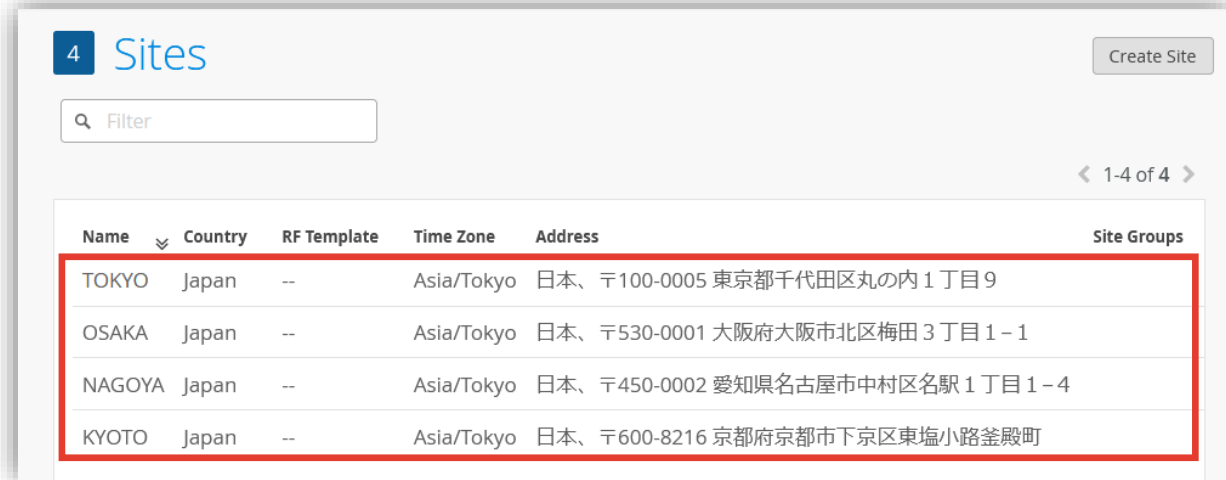 4 Sites
Create Site
Filter
1-4 of 4
Name Country RF Template Time Zone Address Site Groups
TOKYO Japan -- Asia/Tokyo 日本、〒100-0005 東京都千代田区丸の内１丁目９
OSAKA Japan -- Asia/Tokyo 日本、〒530-0001 大阪府大阪市北区梅田３丁目１−１
NAGOYA Japan -- Asia/Tokyo 日本、〒450-0002 愛知県名古屋市中村区名駅１丁目１−４
KYOTO Japan -- Asia/Tokyo 日本、〒600-8216 京都府京都市下京区東塩小路釜殿町